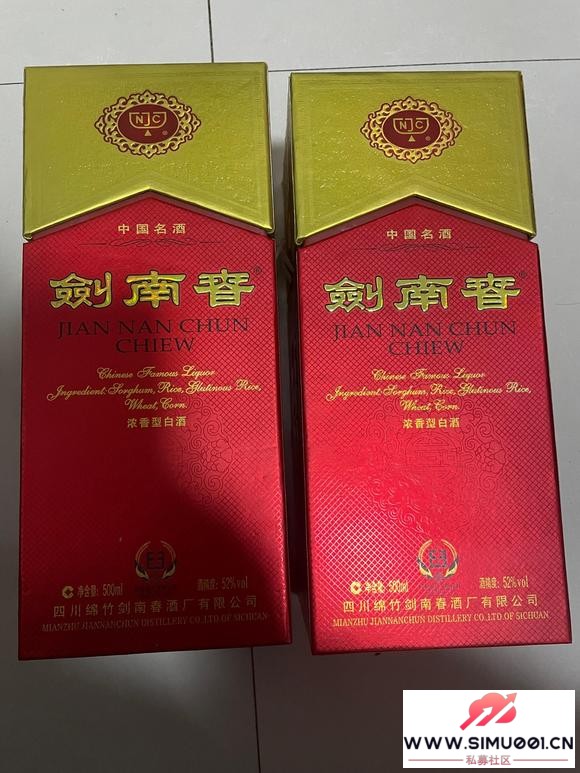 NJC
®
中国名酒
劍南春®
JIAN NAN CHUN
CHIEW
Chinese Famous Liquor
Ingredient:Sorghum, Rice, Glutinous Rice,
Wheat, Corn.
浓香型白酒
净含量:500ml
酒精度:52%vol
四川绵竹剑南春酒厂有限公司
MIANZHU JIANNANCHUN DISTILLERY CO.,LTD OF SICHUAN
NJC
®
中国名酒
劍南春®
JIAN NAN CHUN
CHIEW
Chinese Famous Liquor
Ingredient:Sorghum, Rice, Glutinous Rice,
Wheat, Corn.
浓香型白酒
净含量:500ml
酒精度:52%vol
四川绵竹剑南春酒厂有限公司
MIANZHU JIANNANCHUN DISTILLERY CO.,LTD OF SICHUAN
WWW.SIMU001.CN
私募社区